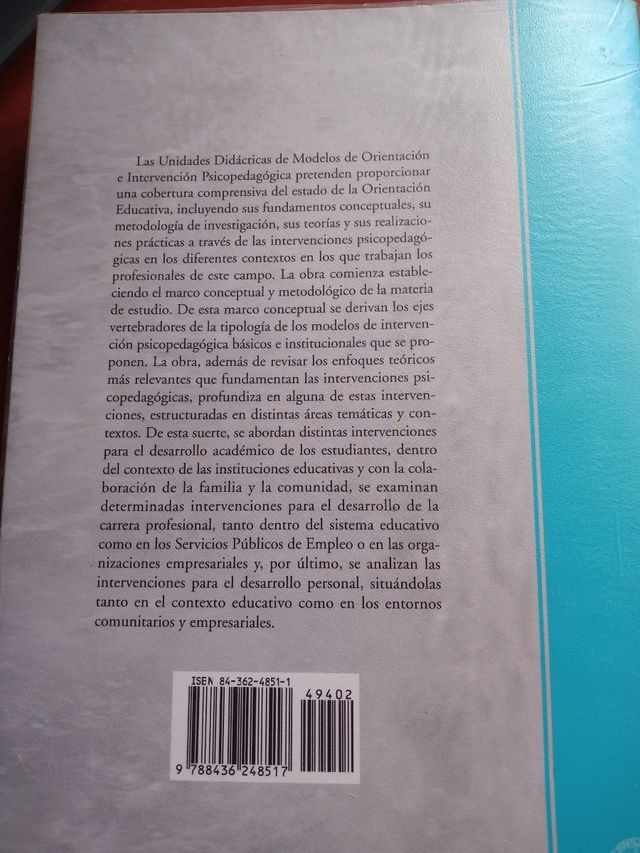 Las Unidades Didácticas de Modelos de Orientación
e Intervención Psicopedagógica pretenden proporcionar
una cobertura comprensiva del estado de la Orientación
Educativa, incluyendo sus fundamentos conceptuales, su
metodología de investigación, sus teorías y sus realizacio-
nes prácticas a través de las intervenciones psicopedagó-
gicas en los diferentes contextos en los que trabajan los
profesionales de este campo. La obra comienza estable-
ciendo el marco conceptual y metodológico de la materia
de estudio. De esta marco conceptual se derivan los ejes
vertebradores de la tipología de los modelos de interven-
ción psicopedagógica básicos e institucionales que se pro-
ponen. La obra, además de revisar los enfoques teóricos
más relevantes que fundamentan las intervenciones psi-
copedagógicas, profundiza en alguna de estas interven-
ciones, estructuradas en distintas áreas temáticas y con-
textos. De esta suerte, se abordan distintas intervenciones
para el desarrollo académico de los estudiantes, dentro
del contexto de las instituciones educativas y con la cola-
boración de la familia y la comunidad, se examinan
determinadas intervenciones para el desarrollo de la
carrera profesional, tanto dentro del sistema educativo
como en los Servicios Públicos de Empleo o en las orga-
nizaciones empresariales y, por último, se analizan las
intervenciones para el desarrollo personal, situándolas
tanto en el contexto educativo como en los entornos
comunitarios y empresariales.
ISBN 84-362-4851-1
49402
9 788436 248517